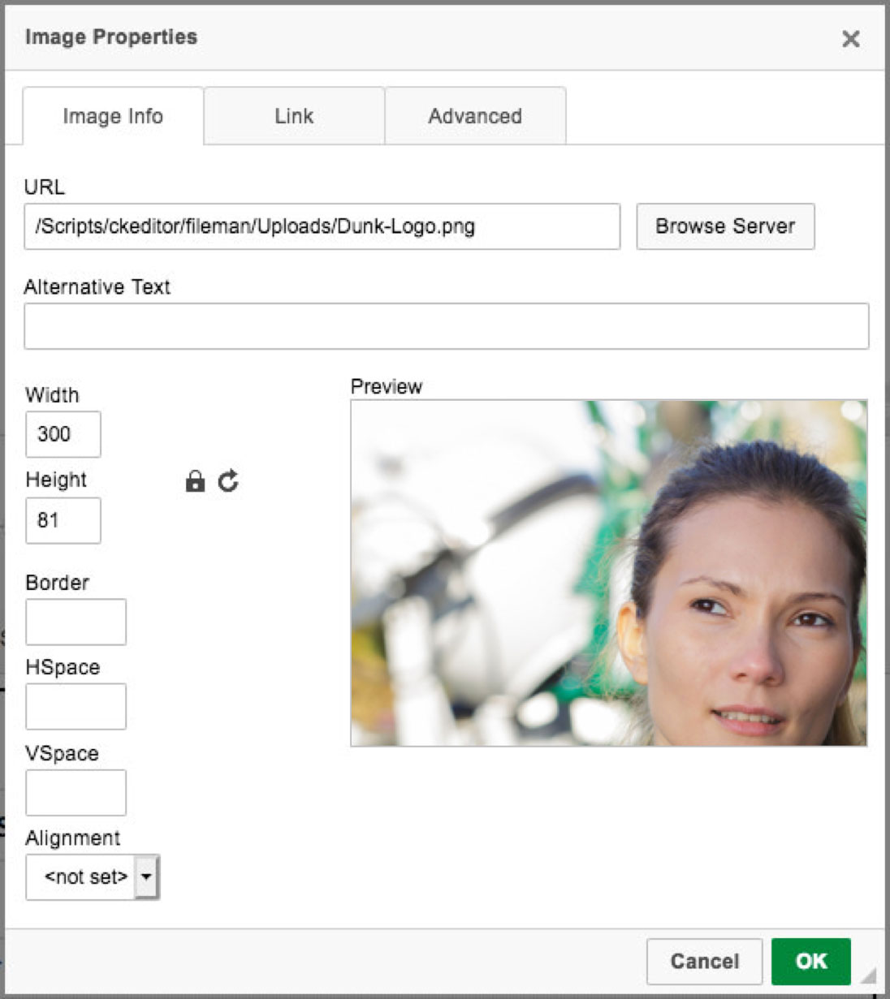 Image Properties
Image Info
Link
Advanced
URL
/Scripts/ckeditor/fileman/Uploads/Dunk-Logo.png
Browse Server
Alternative Text
Width
300
Height
81
Preview
Border
HSpace
VSpace
Alignment
<not set>
Cancel
OK